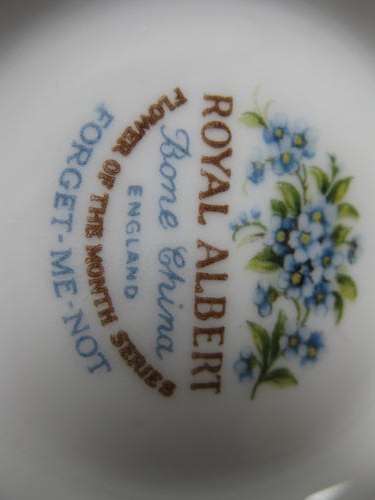 ROYAL ALBERT
Bone China
ENGLAND
FLOWER OF THE MONTH SERIES
FORGET-ME-NOT